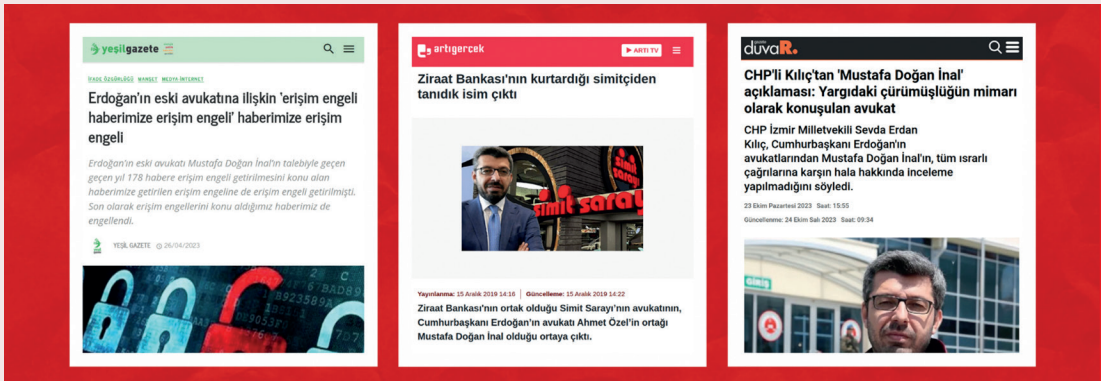 yeşilgazete
İFADE ÖZGÜRLÜĞÜ MANŞET MEDYA-İNTERNET
Erdoğan'ın eski avukatına ilişkin 'erişim engeli
haberimize erişim engeli' haberimize erişim
engeli
Erdoğan'ın eski avukatı Mustafa Doğan İnal'ın talebiyle geçen
geçen yıl 178 habere erişim engeli getirilmesini konu alan
haberimize getirilen erişim engeline de erişim engeli getirilmişti.
Son olarak erişim engellerini konu aldığımız haberimiz de
engellendi.
YEŞİL GAZETE 26/04/2023
artıgercek
ARTI TV
Ziraat Bankası'nın kurtardığı simitçiden
tanıdık isim çıktı
simit
sarayı
simit sarayı
Yayınlanma: 15 Aralık 2019 14:16 Güncelleme: 15 Aralık 2019 14:22
Ziraat Bankası'nın ortak olduğu Simit Sarayı'nın avukatının,
Cumhurbaşkanı Erdoğan'ın avukatı Ahmet Özel'in ortağı
Mustafa Doğan İnal olduğu ortaya çıktı.
duvaR.
CHP'li Kılıç'tan 'Mustafa Doğan İnal'
açıklaması: Yargıdaki çürümüşlüğün mimarı
olarak konuşulan avukat
CHP İzmir Milletvekili Sevda Erdan
Kılıç, Cumhurbaşkanı Erdoğan'ın
avukatlarından Mustafa Doğan İnal'ın, tüm ısrarlı
çağrılarına karşın hala hakkında inceleme
yapılmadığını söyledi.
23 Ekim Pazartesi 2023 Saat: 15:55
Güncellenme: 24 Ekim Salı 2023 Saat: 09:34
GİRİŞ